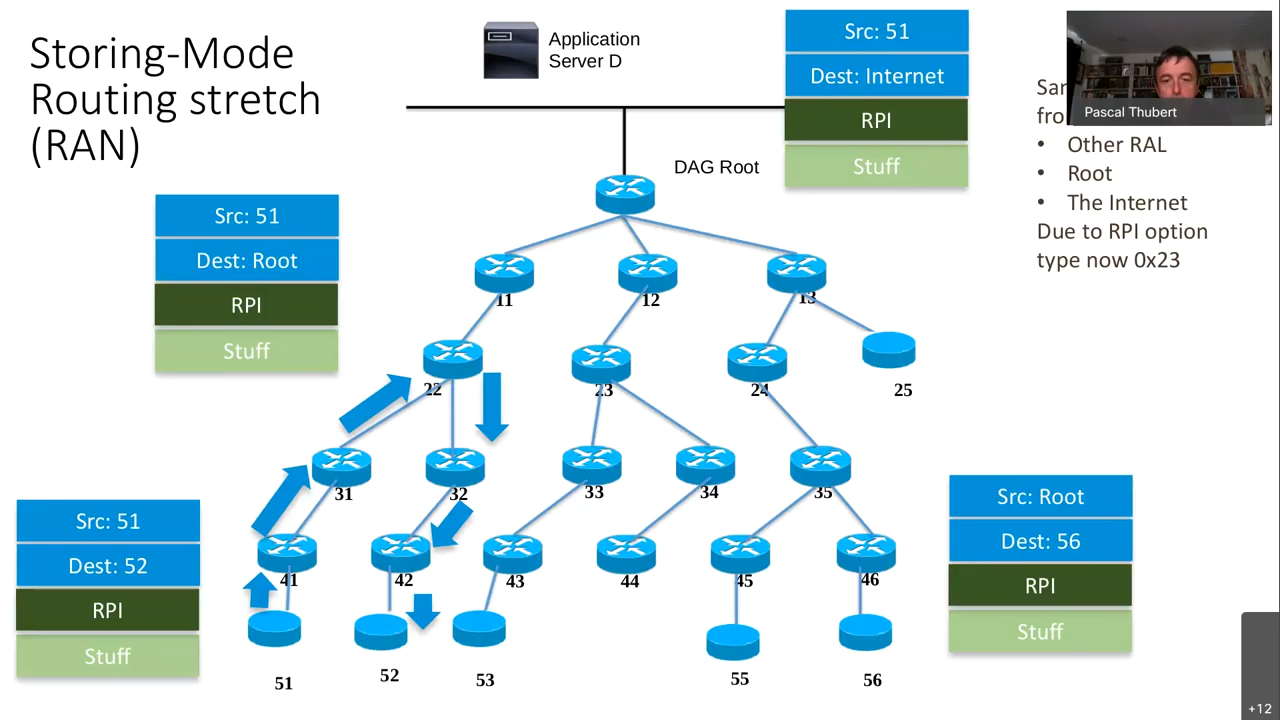 Storing-Mode
Routing stretch
(RAN)
Application
Server D
DAG Root
Src: 51
Dest: Internet
RPI
Stuff
Pascal Thubert
• Other RAL
• Root
• The Internet
Due to RPI option
type now 0x23
Src: 51
Dest: Root
RPI
Stuff
11
12
13
22
23
24
25
31
32
33
34
35
Src: 51
Dest: 52
RPI
Stuff
41
42
43
44
45
46
Src: Root
Dest: 56
RPI
Stuff
51
52
53
55
56
+12